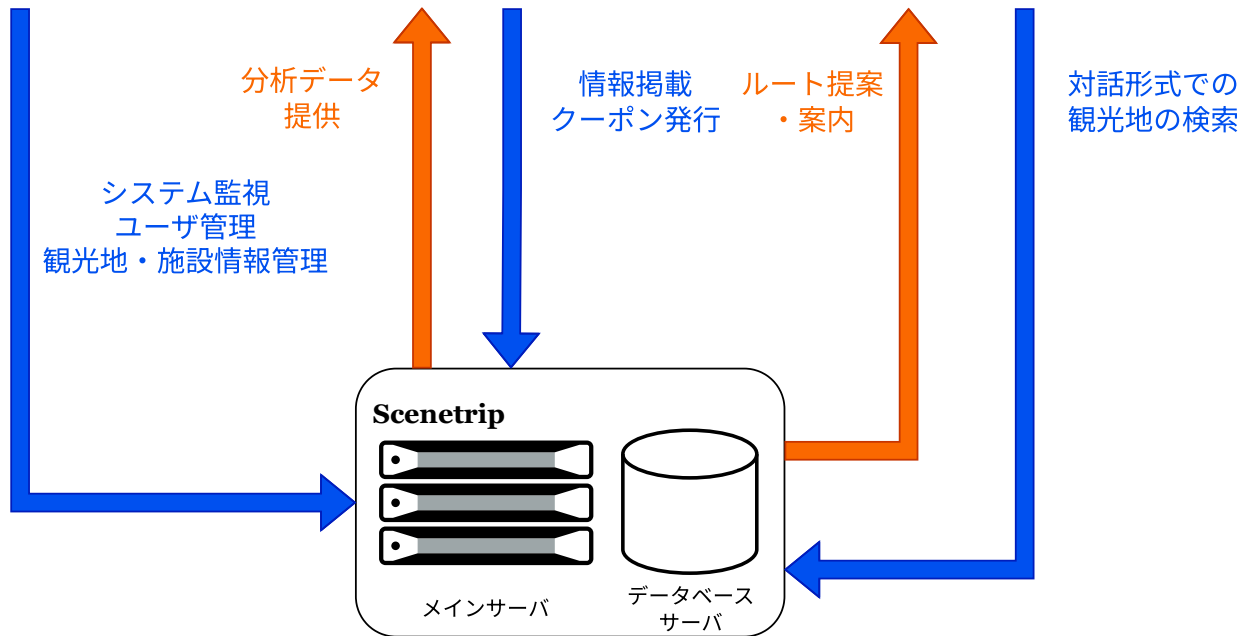 分析データ
提供
情報掲載
クーポン発行
ルート提案
・案内
対話形式での
観光地の検索
システム監視
ユーザ管理
観光地・施設情報管理
Scenetrip
メインサーバ
データベース
サーバ